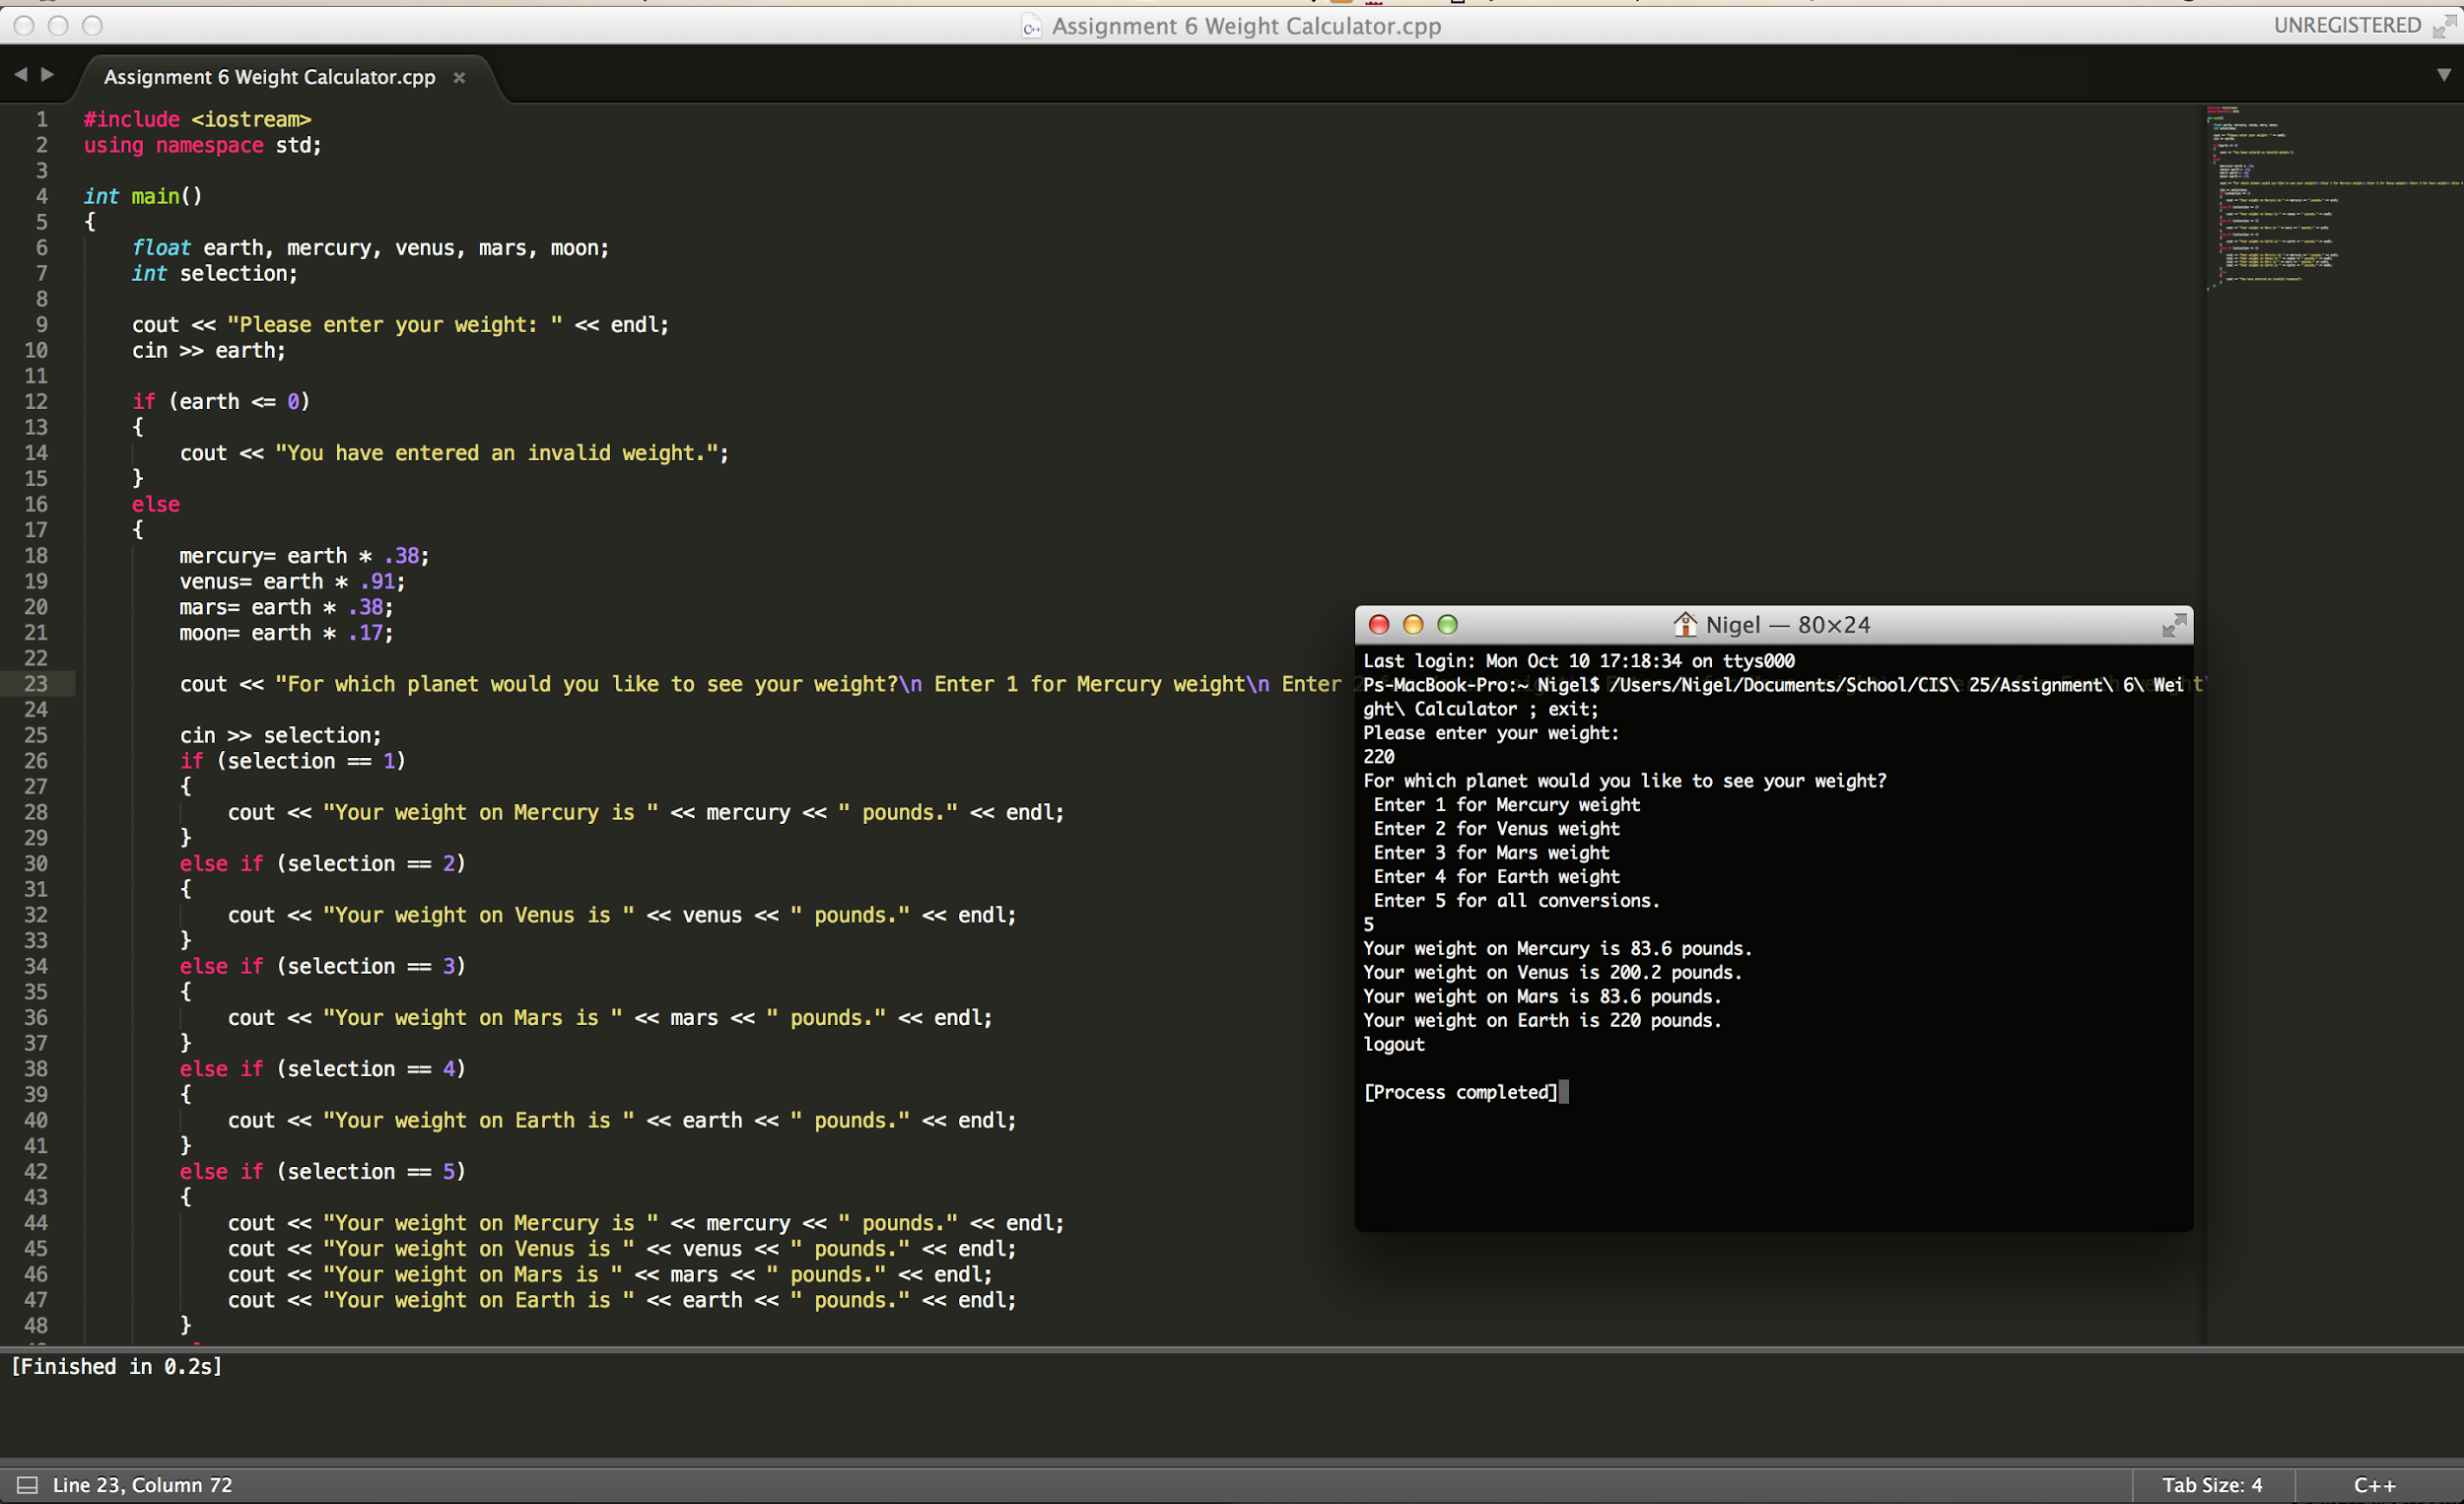 Assignment 6 Weight Calculator.cpp
UNREGISTERED
Assignment 6 Weight Calculator.cpp ×
1 #include <iostream>
2 using namespace std;
3
4 int main()
5 {
6 float earth, mercury, venus, mars, moon;
7 int selection;
8
9 cout << "Please enter your weight: " << endl;
10 cin >> earth;
11
12 if (earth <= 0)
13 {
14 cout << "You have entered an invalid weight.";
15 }
16 else
17 {
18 mercury= earth * .38;
19 venus= earth * .91;
20 mars= earth * .38;
21 moon= earth * .17;
22
23 cout << "For which planet would you like to see your weight?\n Enter 1 for Mercury weight\n Enter
24
25 cin >> selection;
26 if (selection == 1)
27 {
28 cout << "Your weight on Mercury is " << mercury << " pounds." << endl;
29 }
30 else if (selection == 2)
31 {
32 cout << "Your weight on Venus is " << venus << " pounds." << endl;
33 }
34 else if (selection == 3)
35 {
36 cout << "Your weight on Mars is " << mars << " pounds." << endl;
37 }
38 else if (selection == 4)
39 {
40 cout << "Your weight on Earth is " << earth << " pounds." << endl;
41 }
42 else if (selection == 5)
43 {
44 cout << "Your weight on Mercury is " << mercury << " pounds." << endl;
45 cout << "Your weight on Venus is " << venus << " pounds." << endl;
46 cout << "Your weight on Mars is " << mars << " pounds." << endl;
47 cout << "Your weight on Earth is " << earth << " pounds." << endl;
48 }
Nigel — 80×24
Last login: Mon Oct 10 17:18:34 on ttys000
Ps-MacBook-Pro:~ Nigel$ /Users/Nigel/Documents/School/CIS\ 25/Assignment\ 6\ Wei
ght\ Calculator ; exit;
Please enter your weight:
220
For which planet would you like to see your weight?
Enter 1 for Mercury weight
Enter 2 for Venus weight
Enter 3 for Mars weight
Enter 4 for Earth weight
Enter 5 for all conversions.
5
Your weight on Mercury is 83.6 pounds.
Your weight on Venus is 200.2 pounds.
Your weight on Mars is 83.6 pounds.
Your weight on Earth is 220 pounds.
logout
[Process completed]
[Finished in 0.2s]
Line 23, Column 72
Tab Size: 4
C++